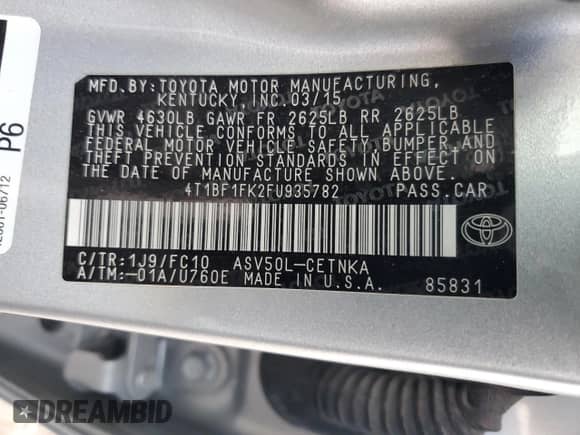 MFD.BY: TOYOTA MOTOR MANUFACTURING,
KENTUCKY, INC. 03/15
GVWR 4630LB GAWR FR 2625LB RR 2625LB
THIS VEHICLE CONFORMS TO ALL APPLICABLE
FEDERAL MOTOR VEHICLE SAFETY, BUMPER AND
THEFT PREVENTION STANDARDS IN EFFECT ON
THE DATE OF MANUFACTURE SHOWN ABOVE.
4T1BF1FK2FU935782 PASS.CAR
C/TR:1J9/FC10 ASV50L-CETNKA
A/TM:-01A/U760E MADE IN U.S.A.
85831
TOYOTA
P6
DREAMBID